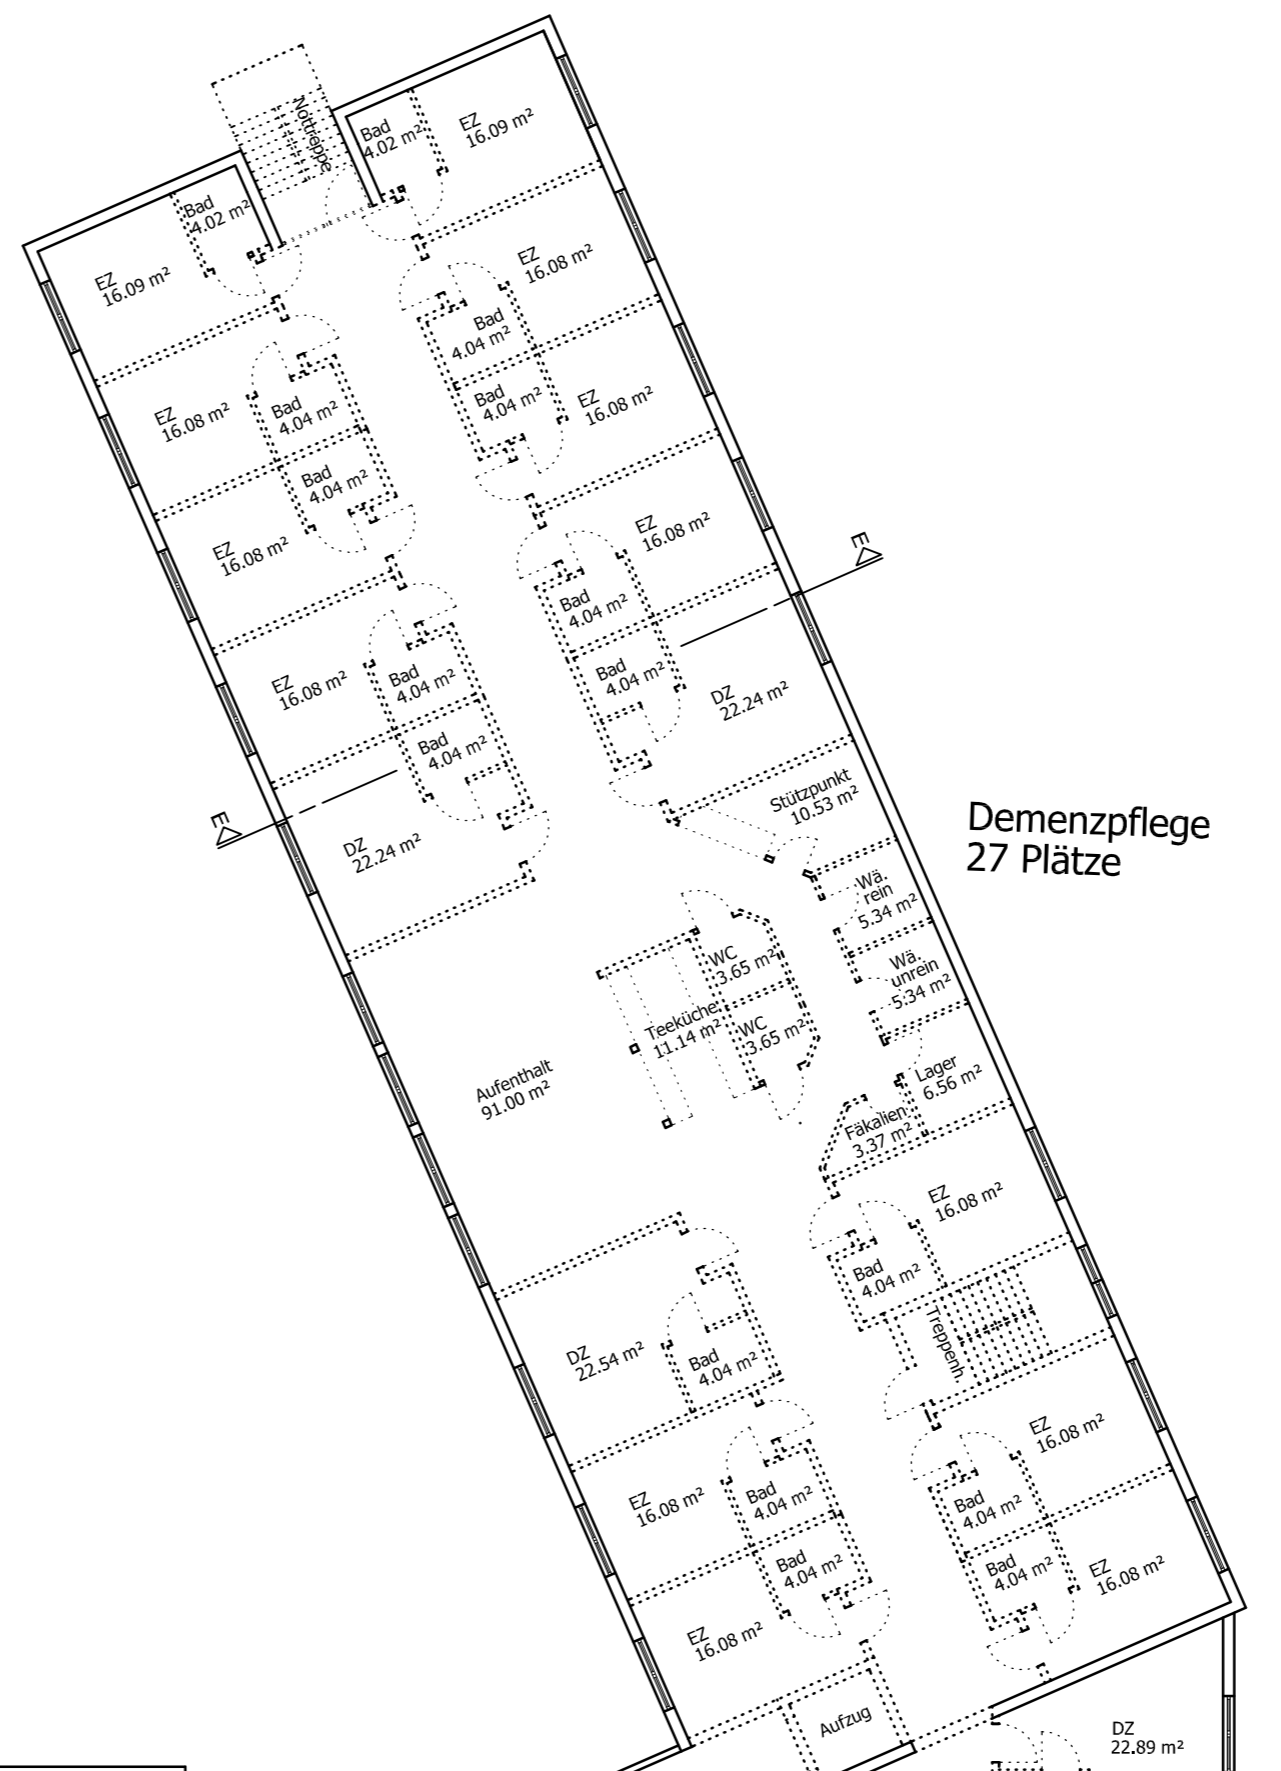 Nottrieppe
Bad
4.02 m²
EZ
16.09 m²
Bad
4.02 m²
EZ
16.09 m²
EZ
16.08 m²
Bad
4.04 m²
Bad
4.04 m²
EZ
16.08 m²
EZ
16.08 m²
Bad
4.04 m²
Bad
4.04 m²
EZ
16.08 m²
EZ
16.08 m²
Bad
4.04 m²
E
EZ
16.08 m²
Bad
4.04 m²
Bad
4.04 m²
DZ
22.24 m²
Bad
4.04 m²
E
DZ
22.24 m²
Stützpunkt
10.53 m²
Demenzpflege
27 Plätze
Wä.
rein
5.34 m²
WC
3.65 m²
Wä.
unrein
5.34 m²
Teeküche
11.14 m²
WC
3.65 m²
Aufenthalt
91.00 m²
Lager
6.56 m²
Fäkalien
3.37 m²
EZ
16.08 m²
Bad
4.04 m²
Treppenh.
DZ
22.54 m²
Bad
4.04 m²
EZ
16.08 m²
EZ
16.08 m²
Bad
4.04 m²
Bad
4.04 m²
Bad
4.04 m²
Bad
4.04 m²
EZ
16.08 m²
EZ
16.08 m²
Aufzug
DZ
22.89 m²